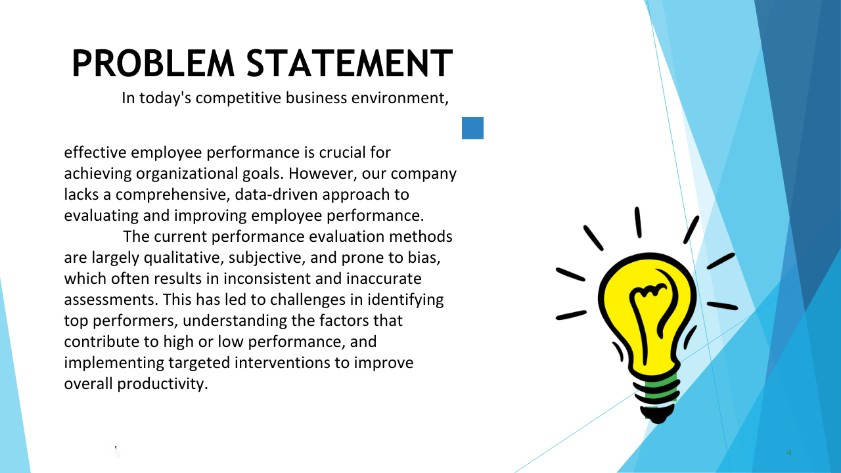 PROBLEM STATEMENT
In today's competitive business environment,
effective employee performance is crucial for
achieving organizational goals. However, our company
lacks a comprehensive, data-driven approach to
evaluating and improving employee performance.
The current performance evaluation methods
are largely qualitative, subjective, and prone to bias,
which often results in inconsistent and inaccurate
assessments. This has led to challenges in identifying
top performers, understanding the factors that
contribute to high or low performance, and
implementing targeted interventions to improve
overall productivity.
4